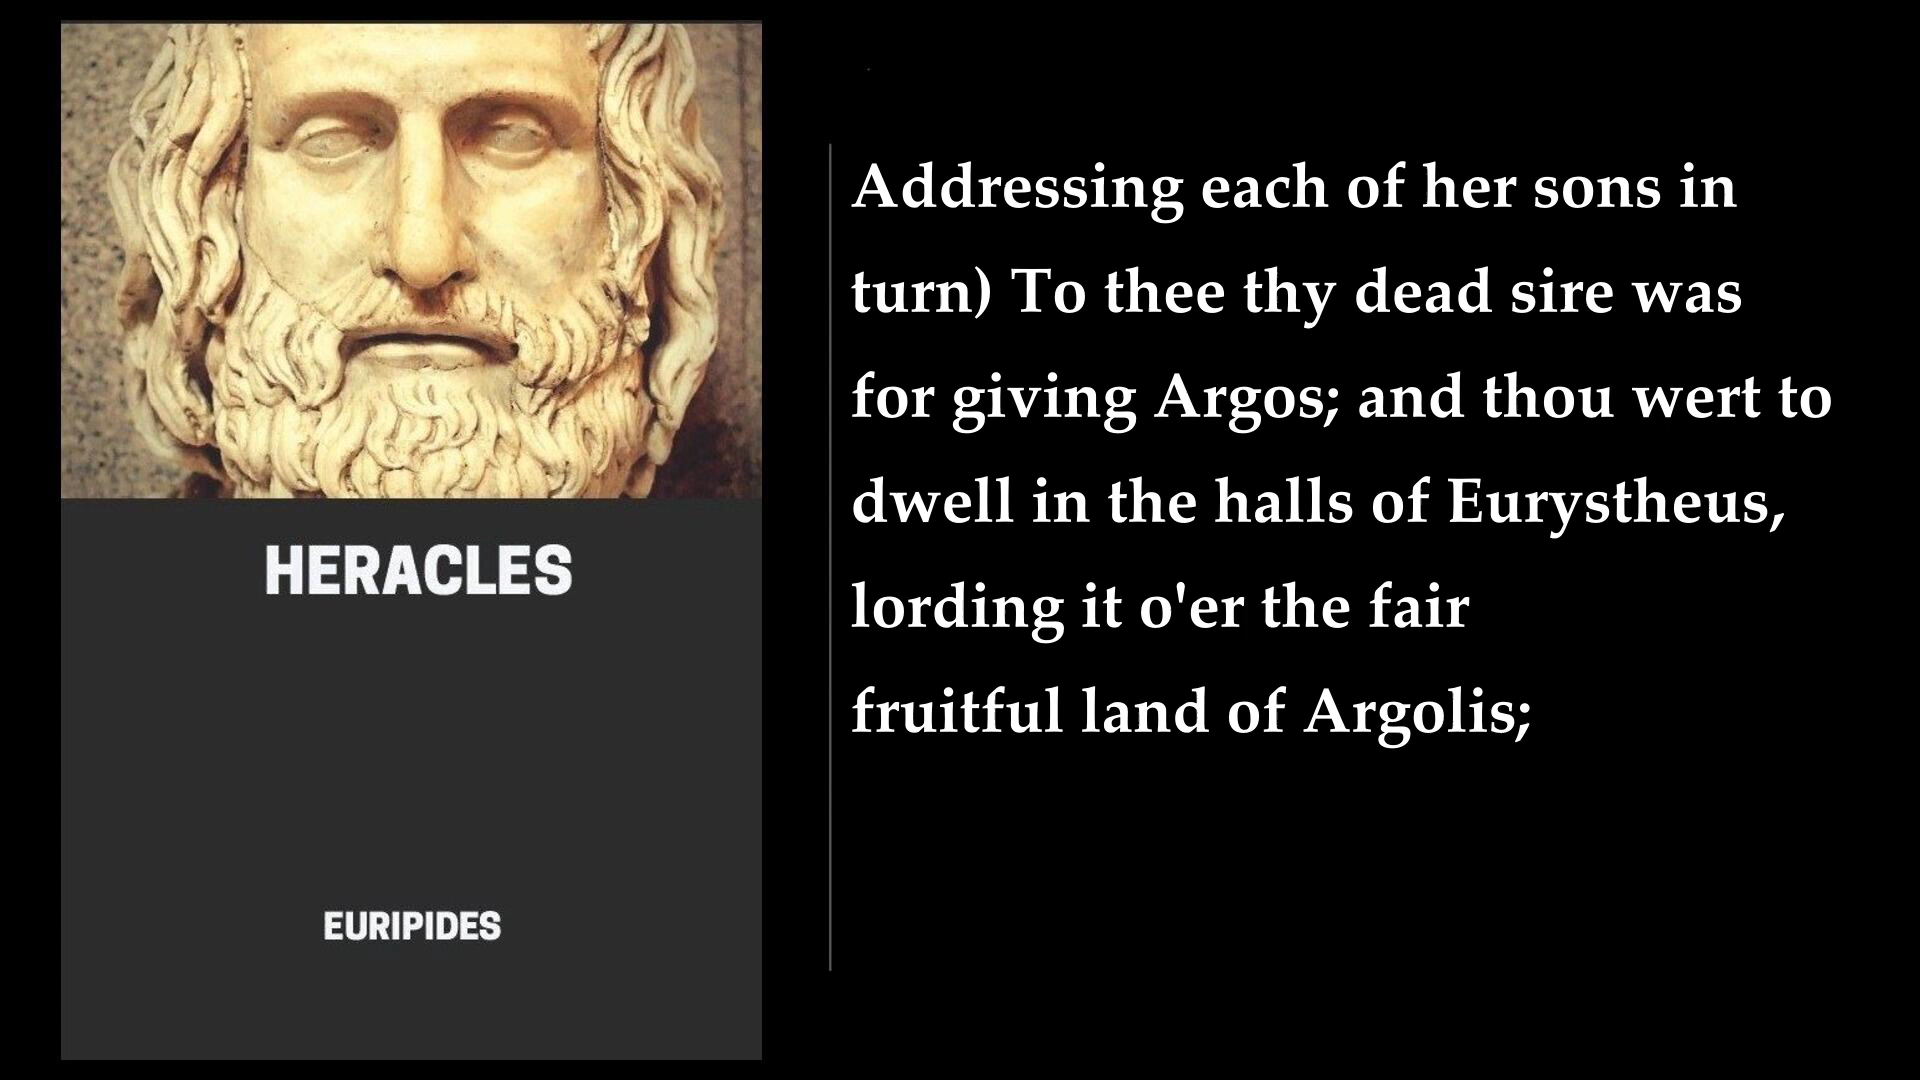 HERACLES
EURIPIDES
Addressing each of her sons in
turn) To thee thy dead sire was
for giving Argos; and thou wert to
dwell in the halls of Eurystheus,
lording it o'er the fair
fruitful land of Argolis;